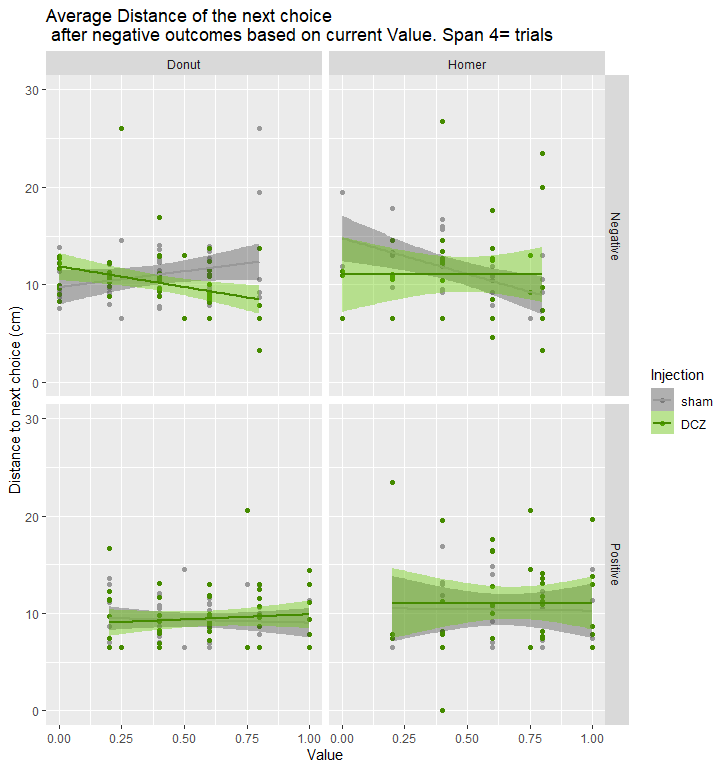 Average Distance of the next choice
after negative outcomes based on current Value. Span 4= trials
Donut
Homer
30
20
10
0
Negative
30
20
10
0
Positive
Distance to next choice (cm)
0.00 0.25 0.50 0.75 1.00
0.00 0.25 0.50 0.75 1.00
Value
Injection
sham
DCZ